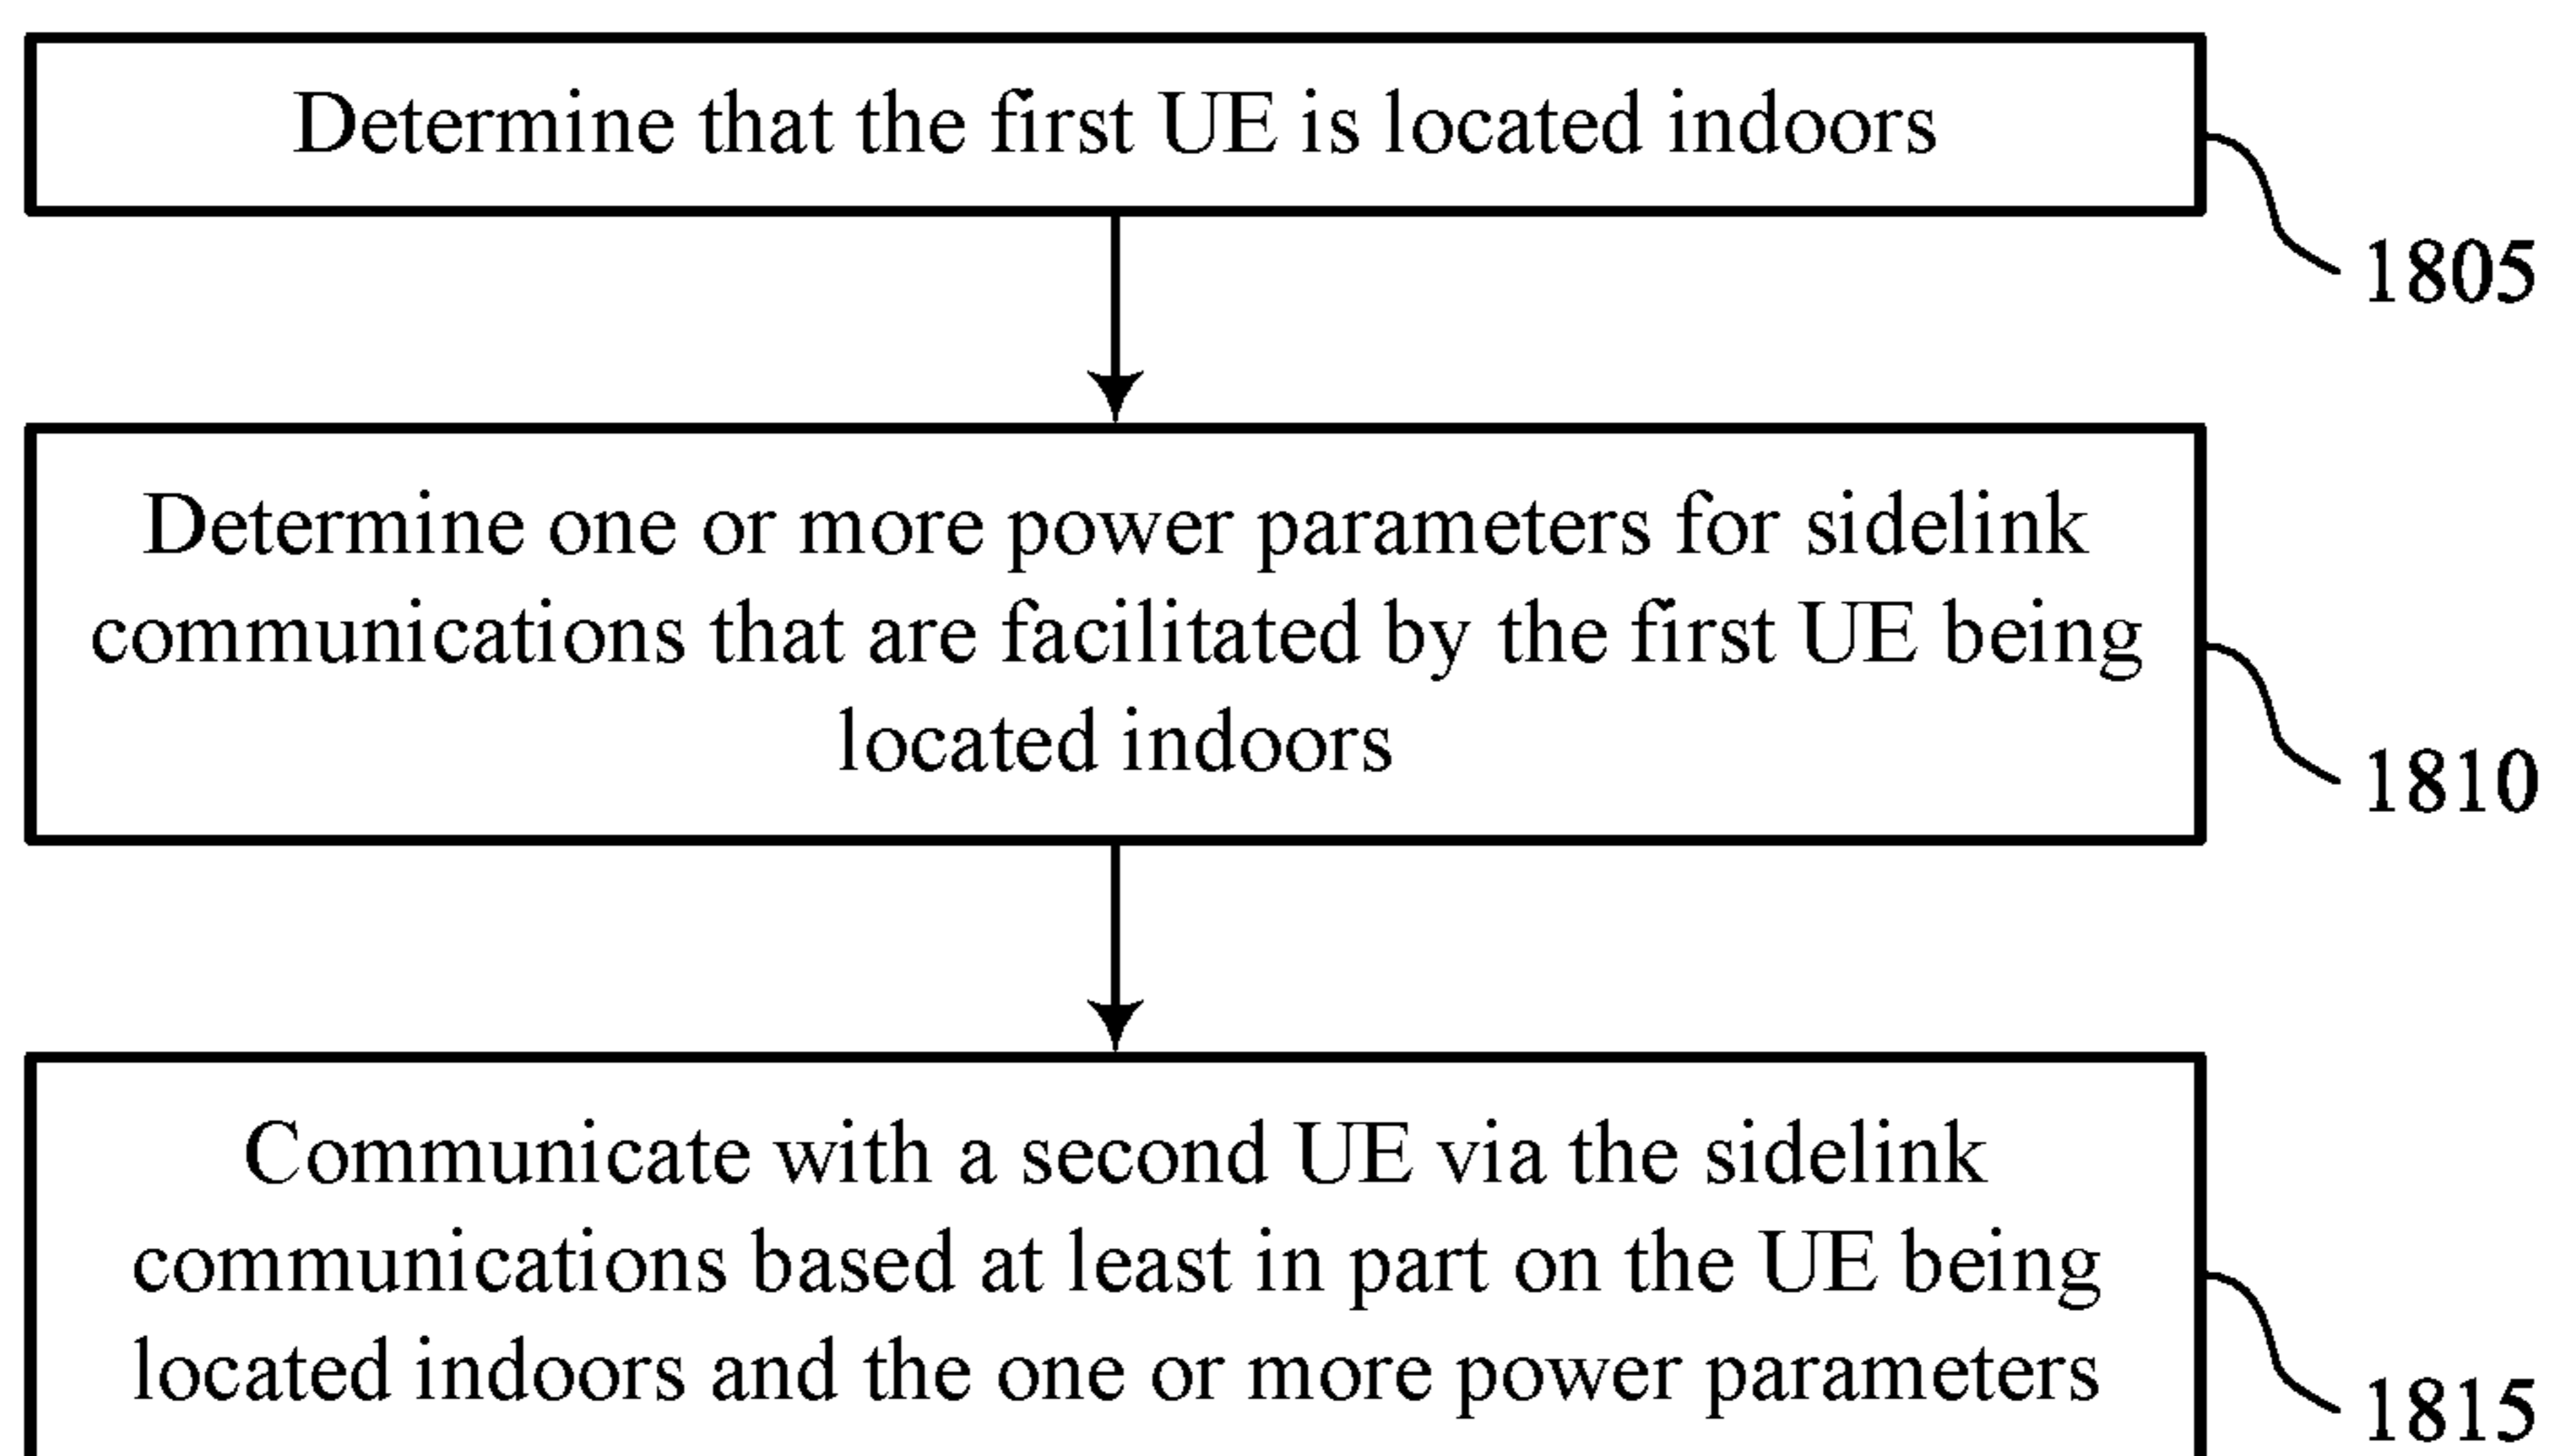 Determine that the first UE is located indoors
1805
Determine one or more power parameters for sidelink
communications that are facilitated by the first UE being
located indoors
1810
Communicate with a second UE via the sidelink
communications based at least in part on the UE being
located indoors and the one or more power parameters
1815